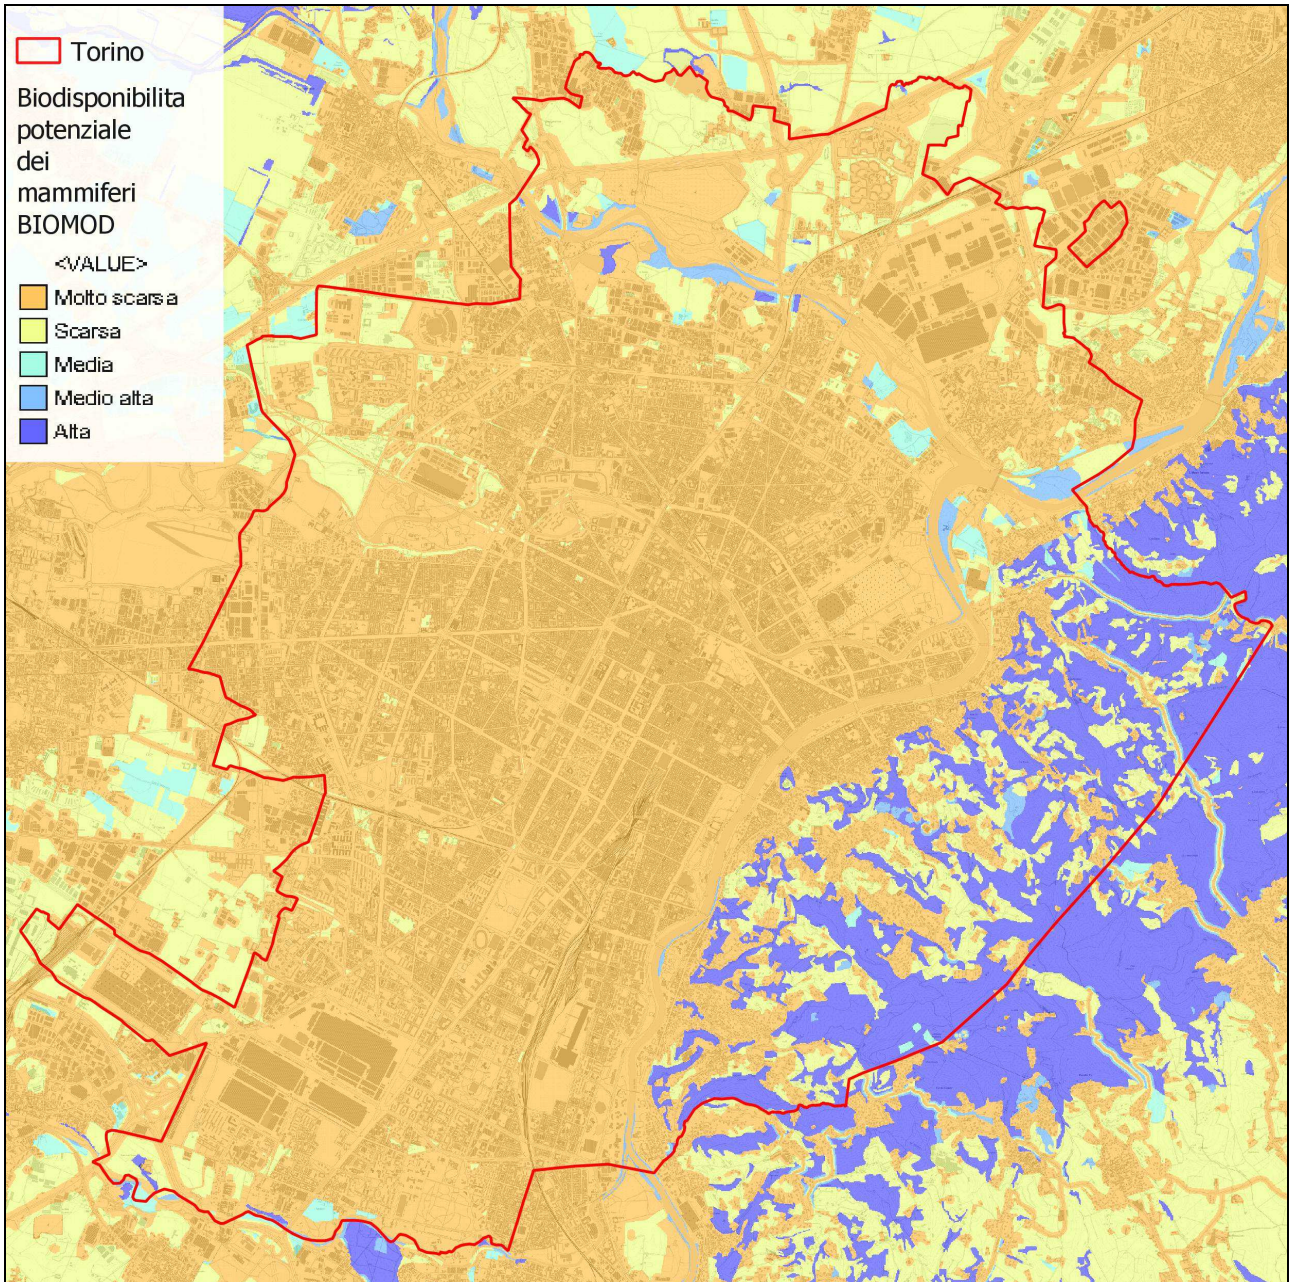 Torino
Biodisponibilita
potenziale
dei
mammiferi
BIOMOD
<VALUE>
Molto scarsa
Scarsa
Media
Medio alta
Alta